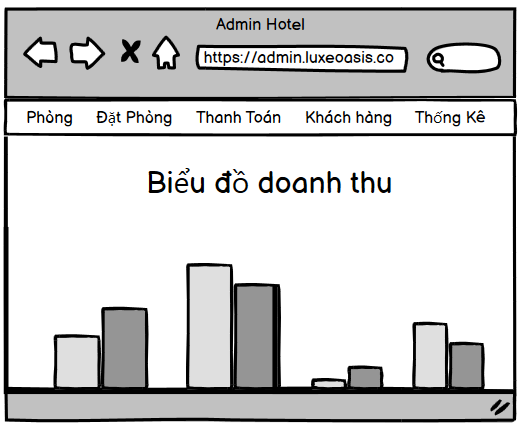 Admin Hotel
https://admin.luxeoasis.co
Phòng Đặt Phòng Thanh Toán Khách hàng Thống Kê
Biểu đồ doanh thu